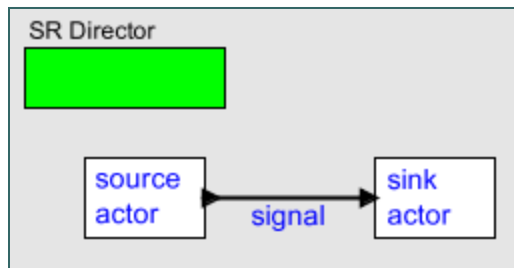 SR Director
source
actor
signal
sink
actor